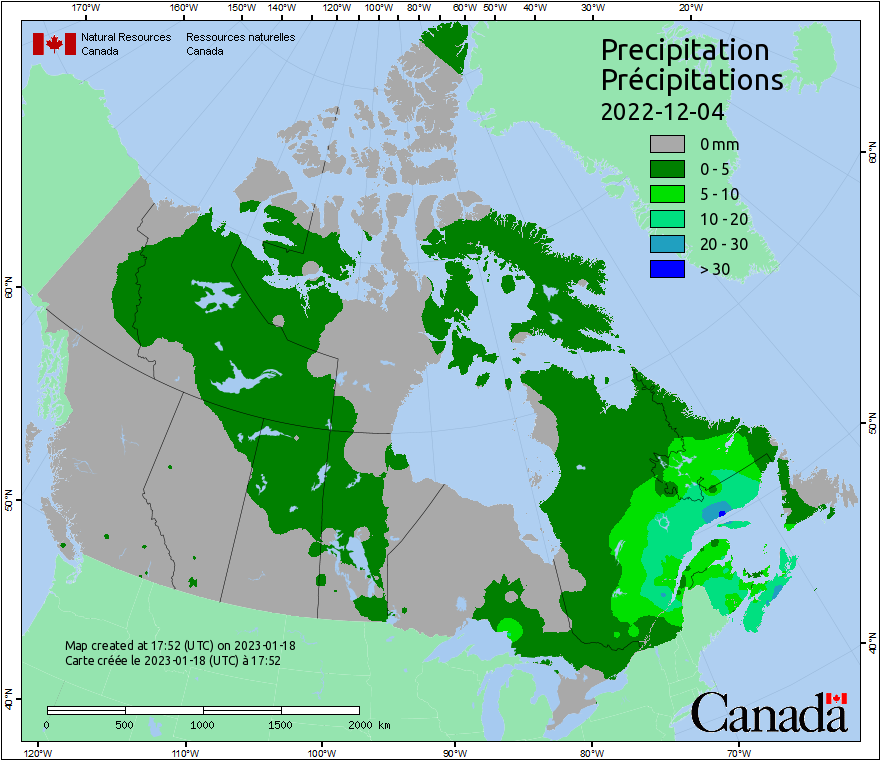 170°W 160°W 150°W 140°W 120°W 100°W 80°W 60°W 50°W 40°W 30°W 20°W
Natural Resources Ressources naturelles
Canada Canada
Precipitation
Précipitations
2022-12-04
0 mm
0 - 5
5 - 10
10 - 20
20 - 30
> 30
60°N 60°N
50°N 50°N
40°N 40°N
Map created at 17:52 (UTC) on 2023-01-18
Carte créée le 2023-01-18 (UTC) à 17:52
0 500 1000 1500 2000 km
Canada
120°W 110°W 100°W 90°W 80°W 70°W